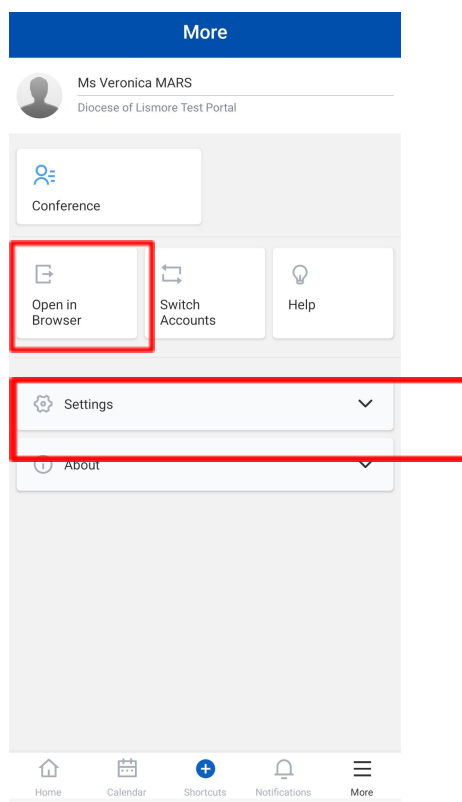 More
Ms Veronica MARS
Diocese of Lismore Test Portal
Conference
Open in
Browser
Switch
Accounts
Help
Settings
About
Home
Calendar
Shortcuts
Notifications
More